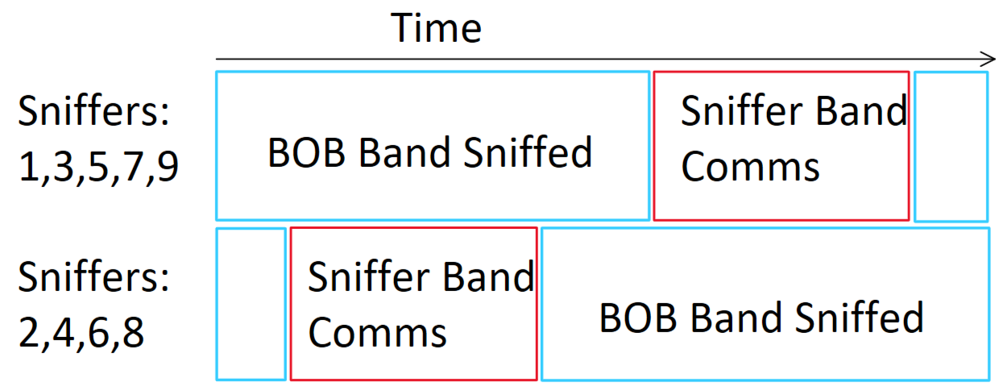 Time
Sniffers:
1,3,5,7,9
BOB Band Sniffed
Sniffer Band
Comms
Sniffers:
2,4,6,8
Sniffer Band
Comms
BOB Band Sniffed